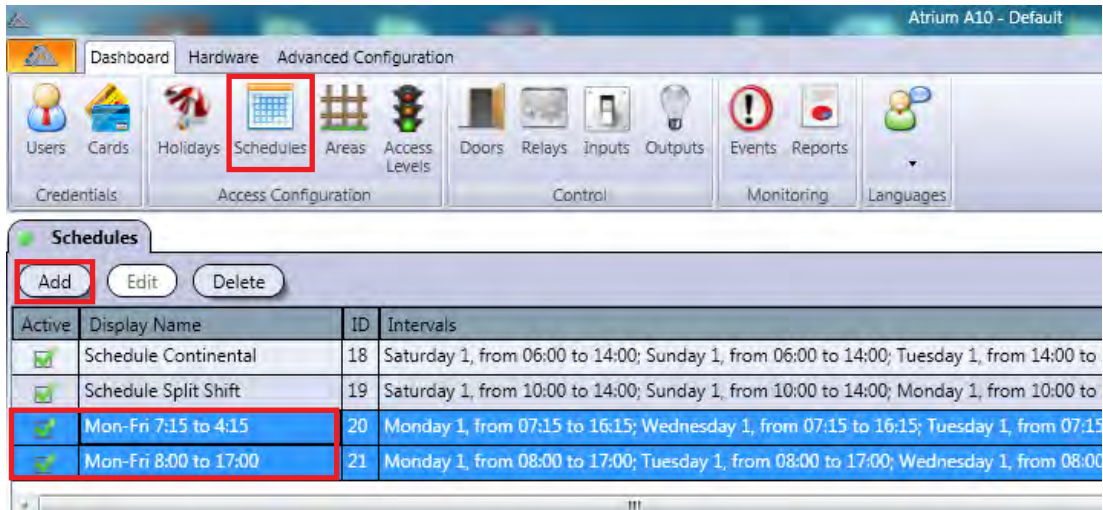 Atrium A10 - Default
Dashboard Hardware Advanced Configuration
Users Cards Holidays Schedules Areas Access Levels Doors Relays Inputs Outputs Events Reports
Credentials Access Configuration Control Monitoring Languages
Schedules
Add Edit Delete
Active Display Name ID Intervals
Schedule Continental 18 Saturday 1, from 06:00 to 14:00; Sunday 1, from 06:00 to 14:00; Tuesday 1, from 14:00 to
Schedule Split Shift 19 Saturday 1, from 10:00 to 14:00; Sunday 1, from 10:00 to 14:00; Monday 1, from 10:00 to
Mon-Fri 7:15 to 4:15 20 Monday 1, from 07:15 to 16:15; Wednesday 1, from 07:15 to 16:15; Tuesday 1, from 07:15
Mon-Fri 8:00 to 17:00 21 Monday 1, from 08:00 to 17:00; Tuesday 1, from 08:00 to 17:00; Wednesday 1, from 08:00